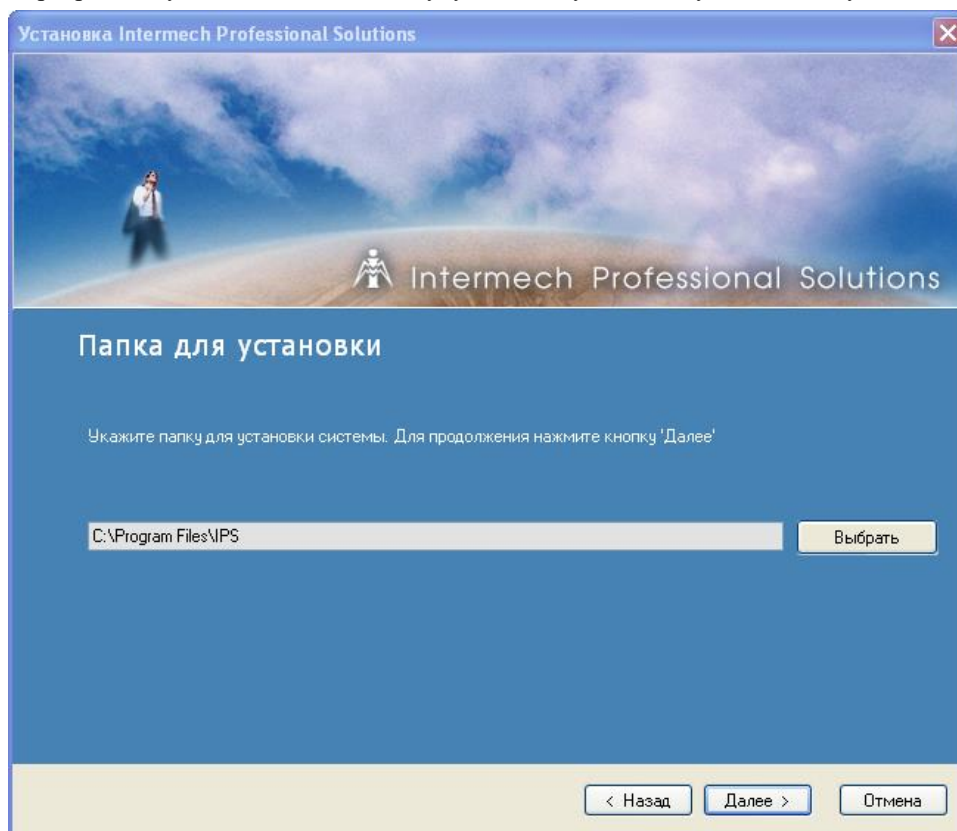 Установка Intermech Professional Solutions
Intermech Professional Solutions
Папка для установки
Укажите папку для установки системы. Для продолжения нажмите кнопку 'Далее'
C:\Program Files\IPS
Выбрать
< Назад
Далее >
Отмена